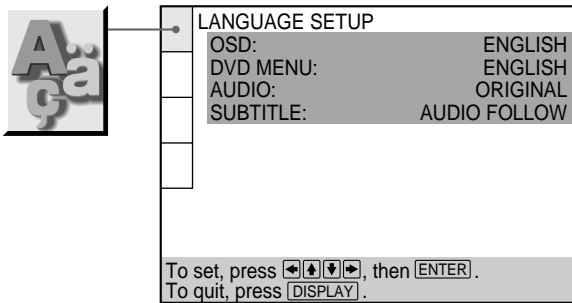 Aäç
LANGUAGE SETUP
OSD: ENGLISH
DVD MENU: ENGLISH
AUDIO: ORIGINAL
SUBTITLE: AUDIO FOLLOW
To set, press ←↑↓→, then ENTER.
To quit, press DISPLAY.